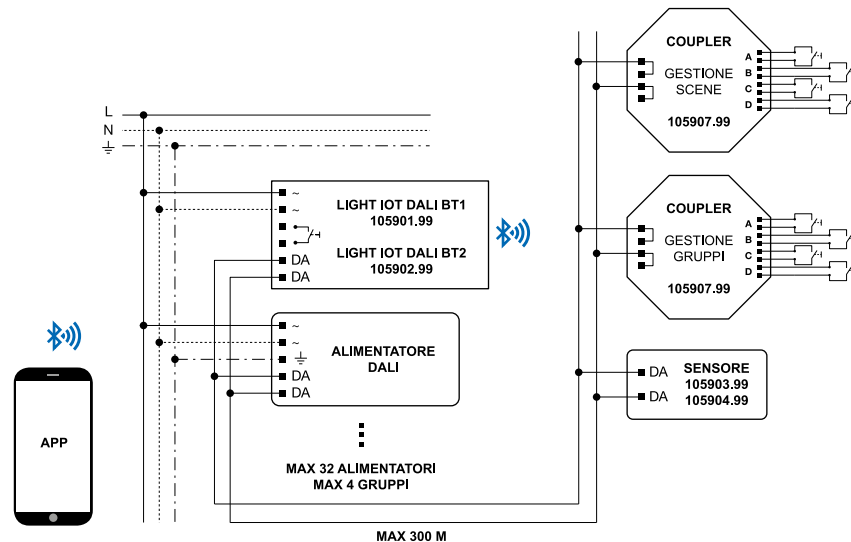 L
N
LIGHT IOT DALI BT1
105901.99
LIGHT IOT DALI BT2
105902.99
~
~
DA
DA
ALIMENTATORE
DALI
~
~
DA
DA
MAX 32 ALIMENTATORI
MAX 4 GRUPPI
MAX 300 M
APP
COUPLER
GESTIONE
SCENE
105907.99
A
B
C
D
COUPLER
GESTIONE
GRUPPI
105907.99
A
B
C
D
DA
DA
SENSORE
105903.99
105904.99